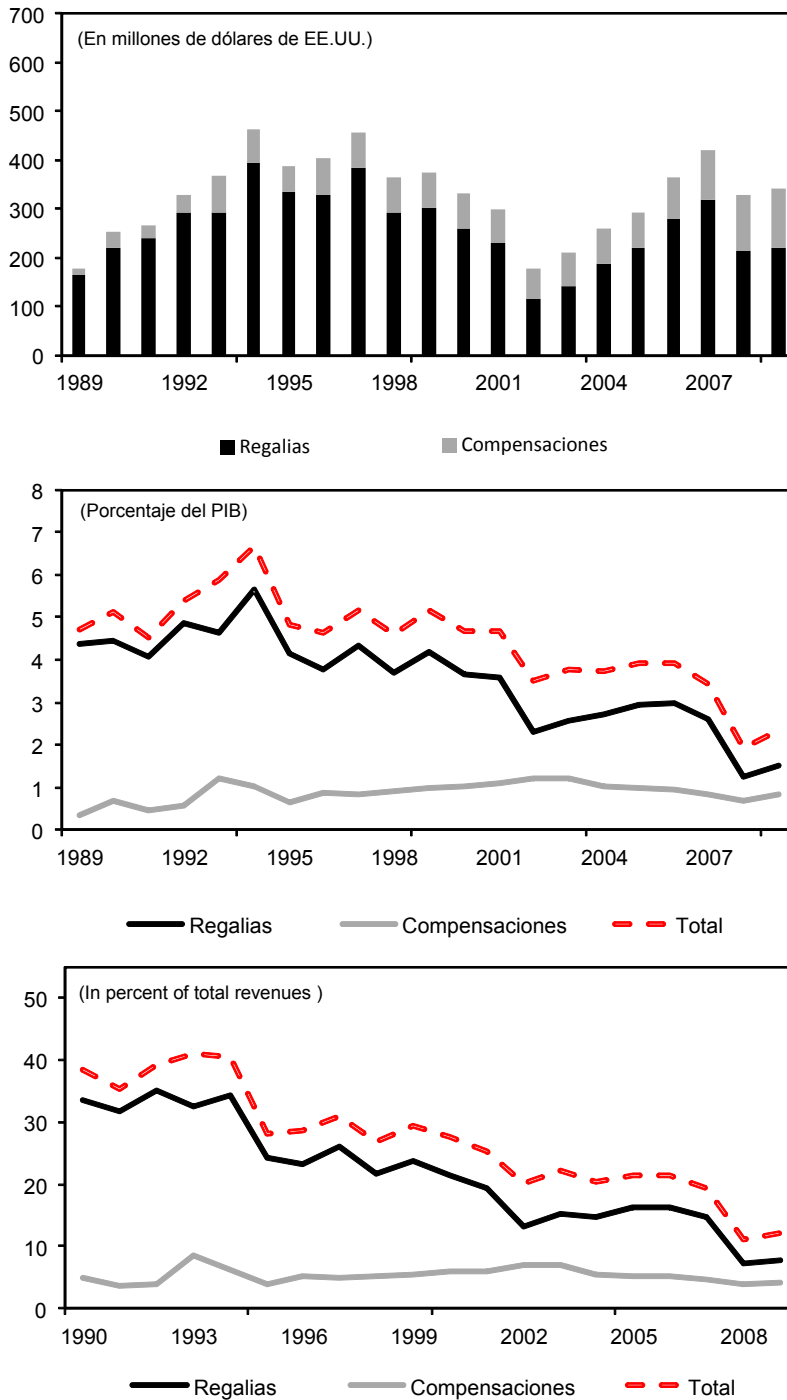 700
(En millones de dólares de EE.UU.)
600
500
400
300
200
100
0
1989 1992 1995 1998 2001 2004 2007
Regalias Compensaciones
8
(Porcentaje del PIB)
7
6
5
4
3
2
1
0
1989 1992 1995 1998 2001 2004 2007
Regalias Compensaciones Total
(In percent of total revenues )
50
40
30
20
10
0
1990 1993 1996 1999 2002 2005 2008
Regalias Compensaciones Total